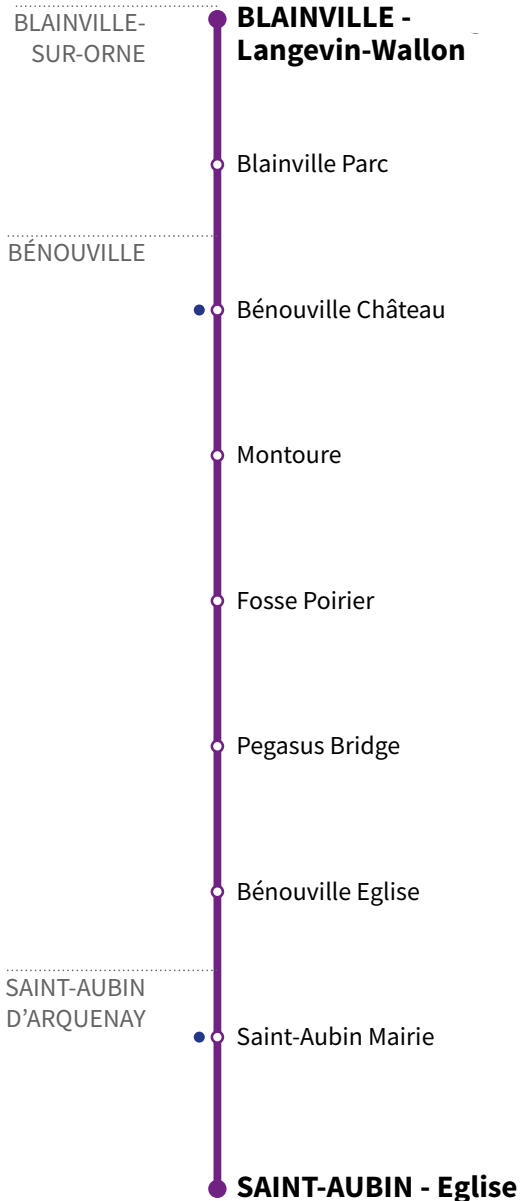 BLAINVILLE-
SUR-ORNE
BLAINVILLE -
Langevin-Wallon
Blainville Parc
BÉNOUVILLE
Bénouville Château
Montoure
Fosse Poirier
Pegasus Bridge
Bénouville Eglise
SAINT-AUBIN
D’ARQUENAY
Saint-Aubin Mairie
SAINT-AUBIN - Eglise